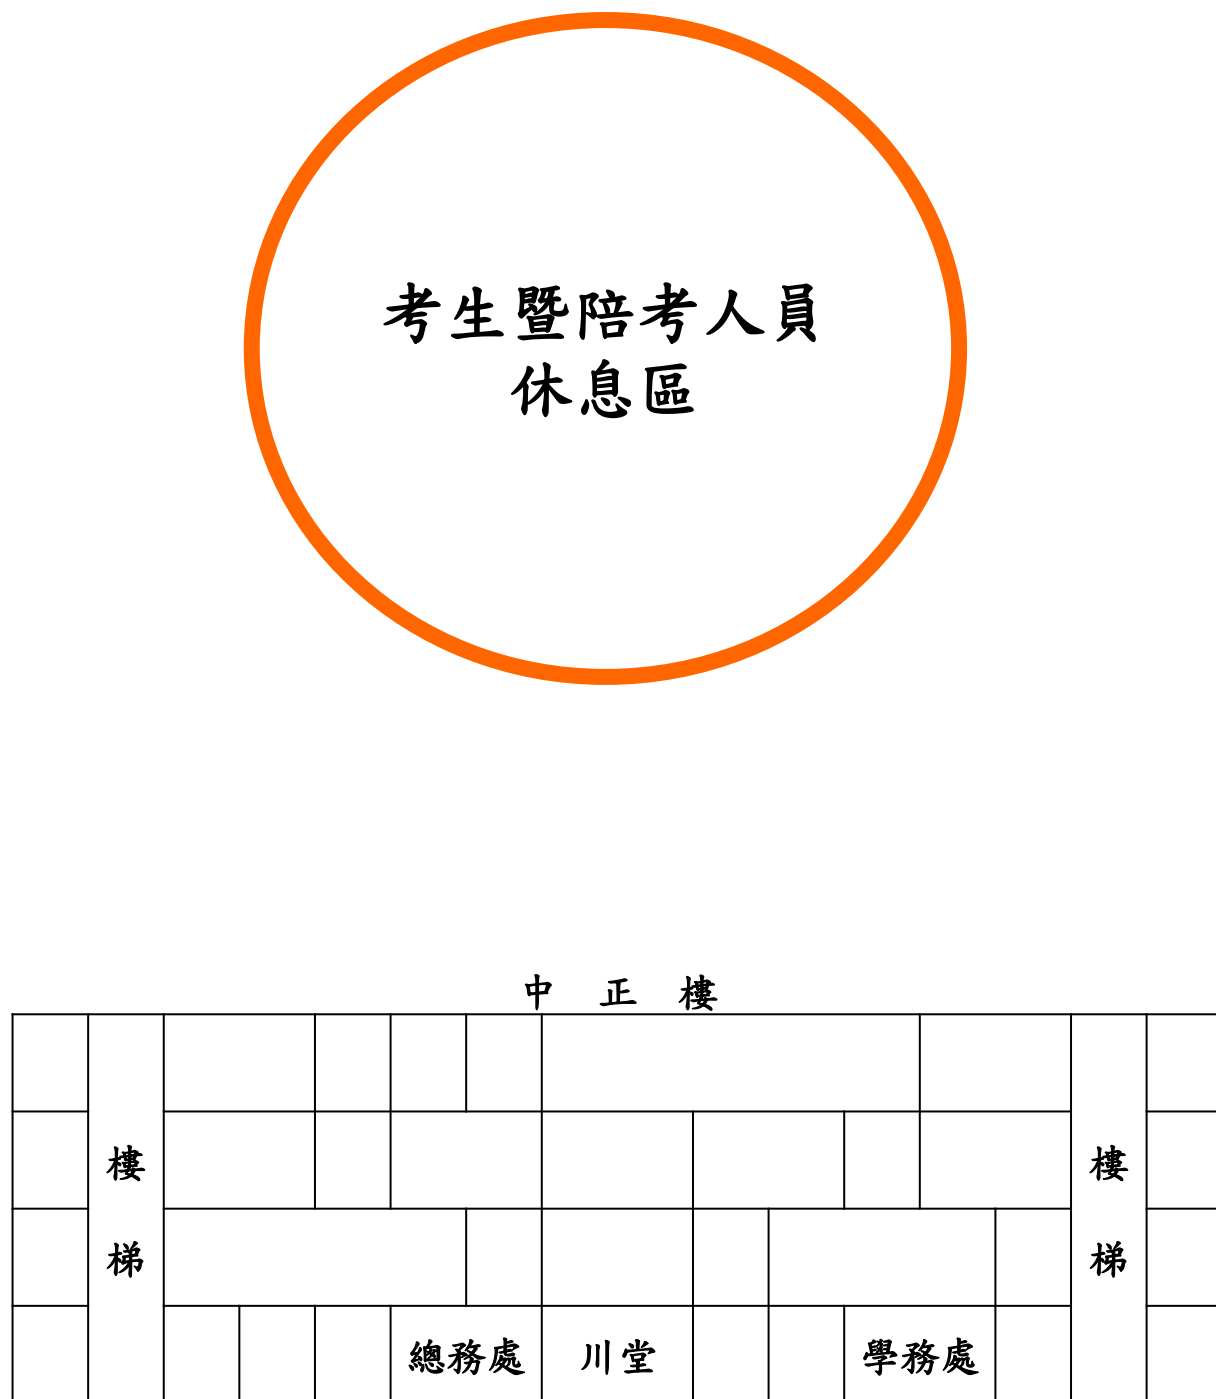 考生暨陪考人員
休息區
中 正 樓
樓 樓
梯 梯
總務處 川堂 學務處